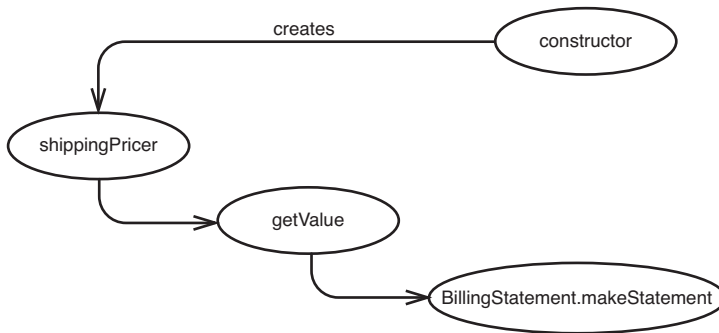 creates
constructor
shippingPricer
getValue
BillingStatement.makeStatement